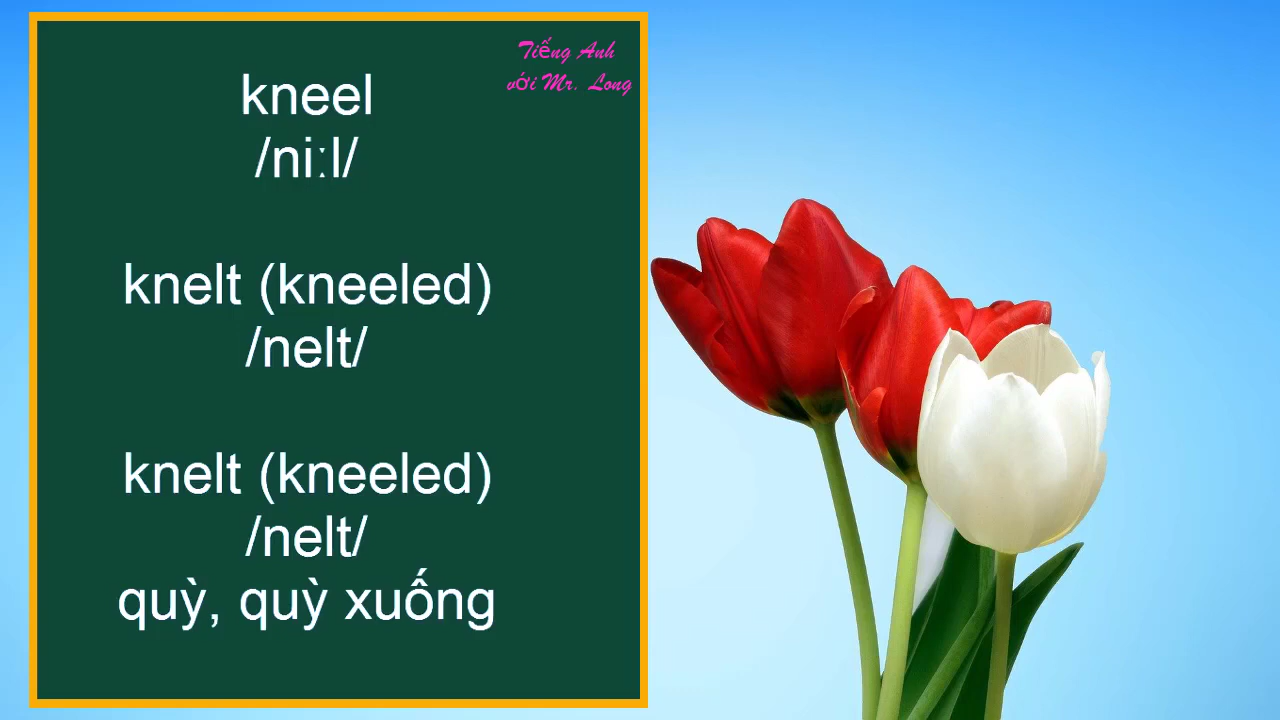 Tiếng Anh
với Mr. Long
kneel
/niːl/
knelt (kneeled)
/nelt/
knelt (kneeled)
/nelt/
quỳ, quỳ xuống